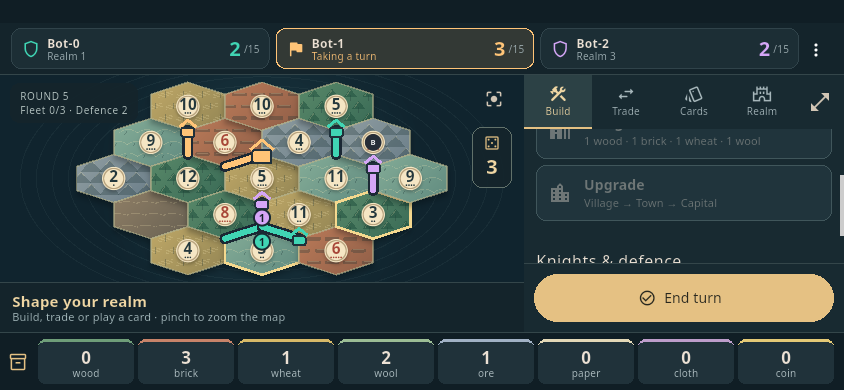 Bot-0
Realm 1
2 /15
Bot-1
Taking a turn
3 /15
Bot-2
Realm 3
2 /15
ROUND 5
Fleet 0/3 · Defence 2
10
10
5
9
6
4
B
2
12
5
11
9
8
1
11
3
4
1
6
3
Build
Trade
Cards
Realm
1 wood · 1 brick · 1 wheat · 1 wool
Upgrade
Village → Town → Capital
Knights & defence
End turn
Shape your realm
Build, trade or play a card · pinch to zoom the map
0
wood
3
brick
1
wheat
2
wool
1
ore
0
paper
0
cloth
0
coin